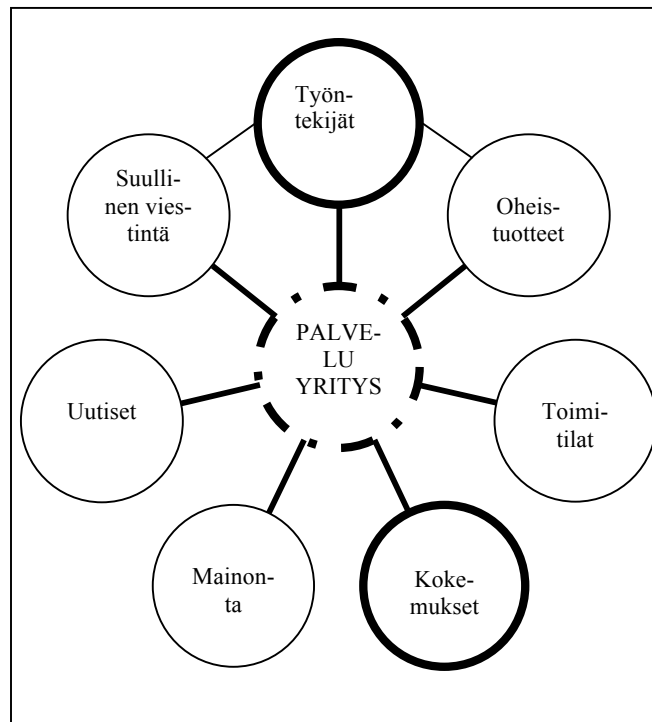 Työn-
tekijät
Suulli-
nen vies-
tintä
Oheis-
tuotteet
PALVE-
LU
YRITYS
Uutiset
Toimi-
tilat
Mainon-
ta
Koke-
mukset